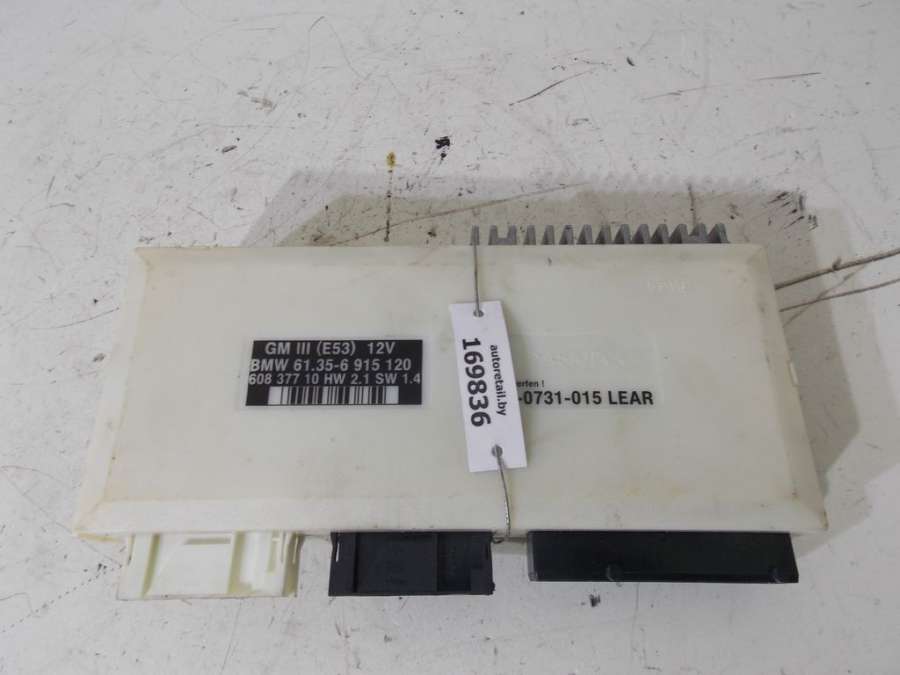 GM III (E53) 12V
BMW 61.35-6 915 120
608 377 10 HW 2.1 SW 1.4
autoretail.by
169836
erfen !
-0731-015 LEAR